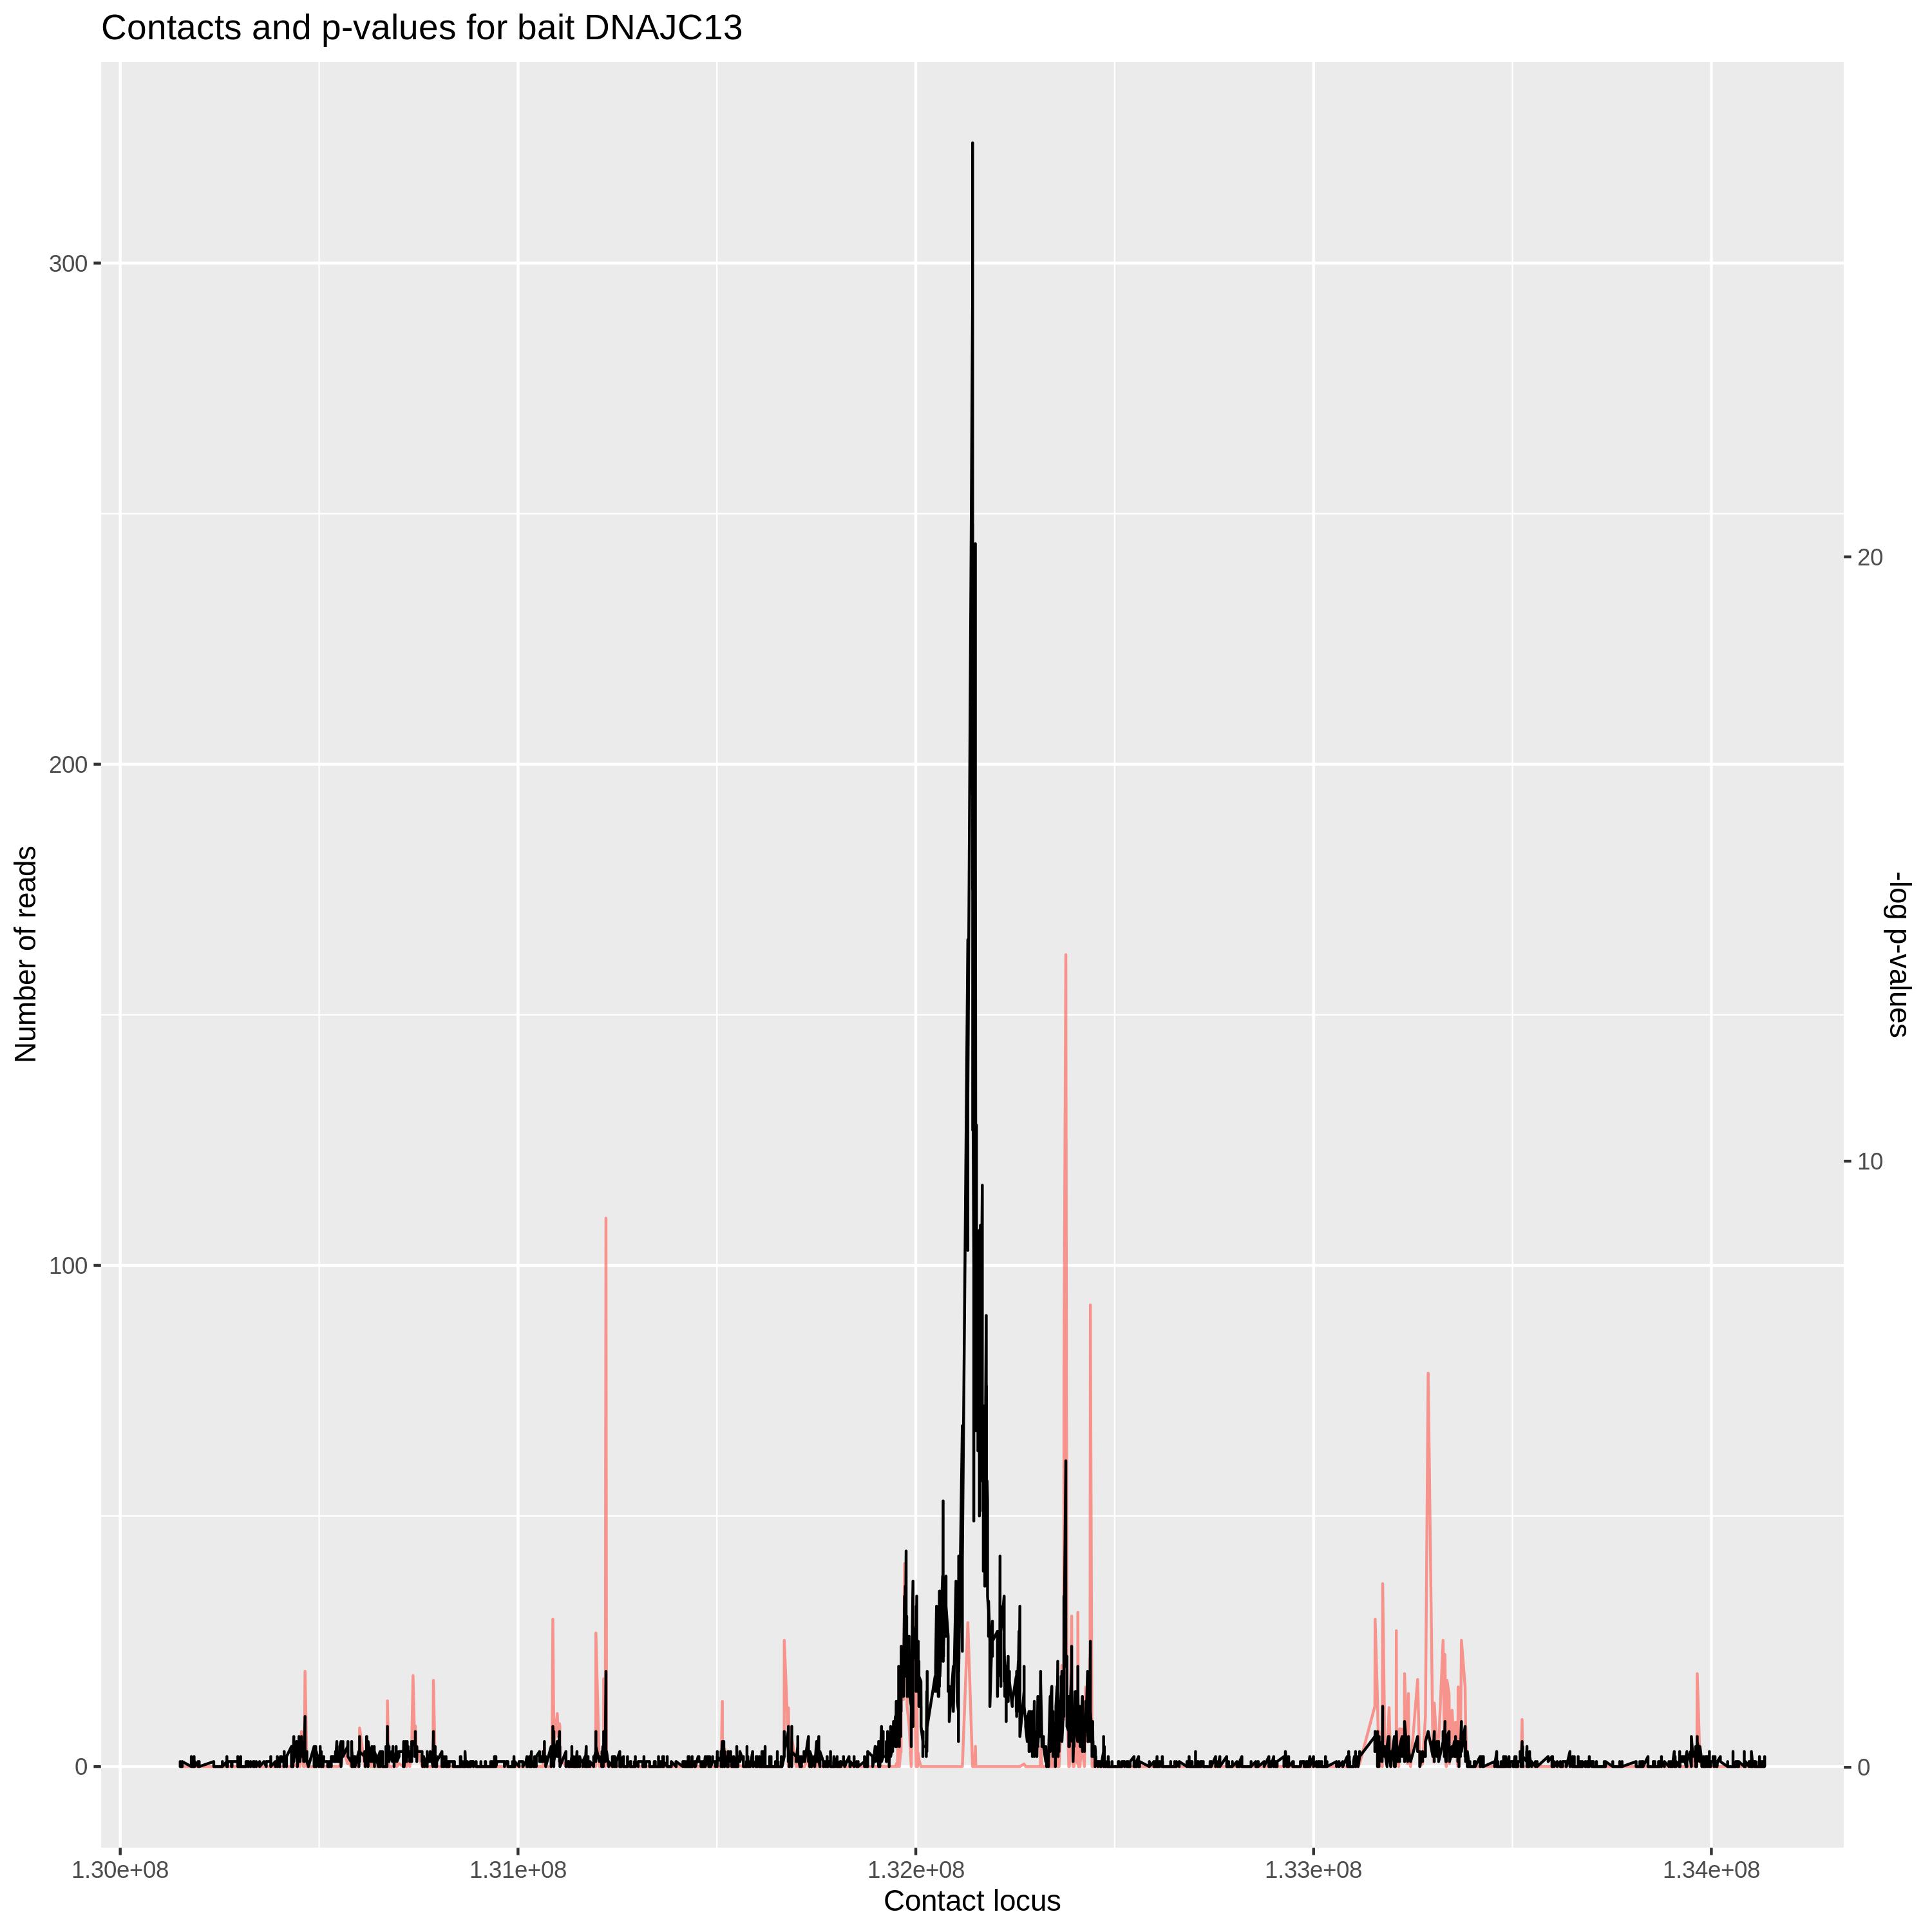 Contacts and p-values for bait DNAJC13
300
200
100
0
20
10
0
Number of reads
-log p-values
1.30e+08 1.31e+08 1.32e+08 1.33e+08 1.34e+08
Contact locus